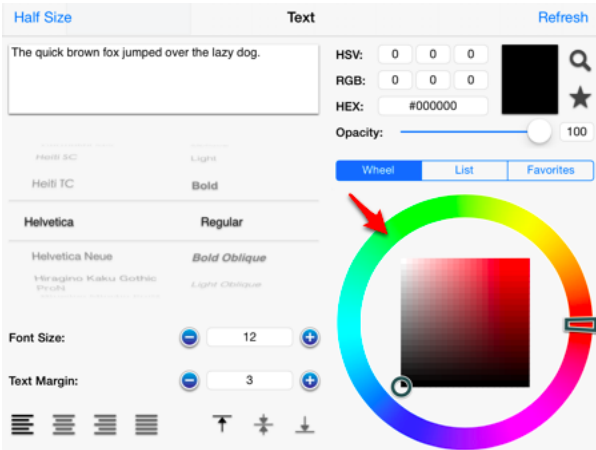 Half Size Text Refresh
The quick brown fox jumped over the lazy dog.
HSV: 0 0 0
RGB: 0 0 0
HEX: #000000
Opacity: 100
Wheel List Favorites
Heiti SC Light
Heiti TC Bold
Helvetica Regular
Helvetica Neue Bold Oblique
Hiragino Kaku Gothic Light Oblique
ProN
Font Size: 12
Text Margin: 3